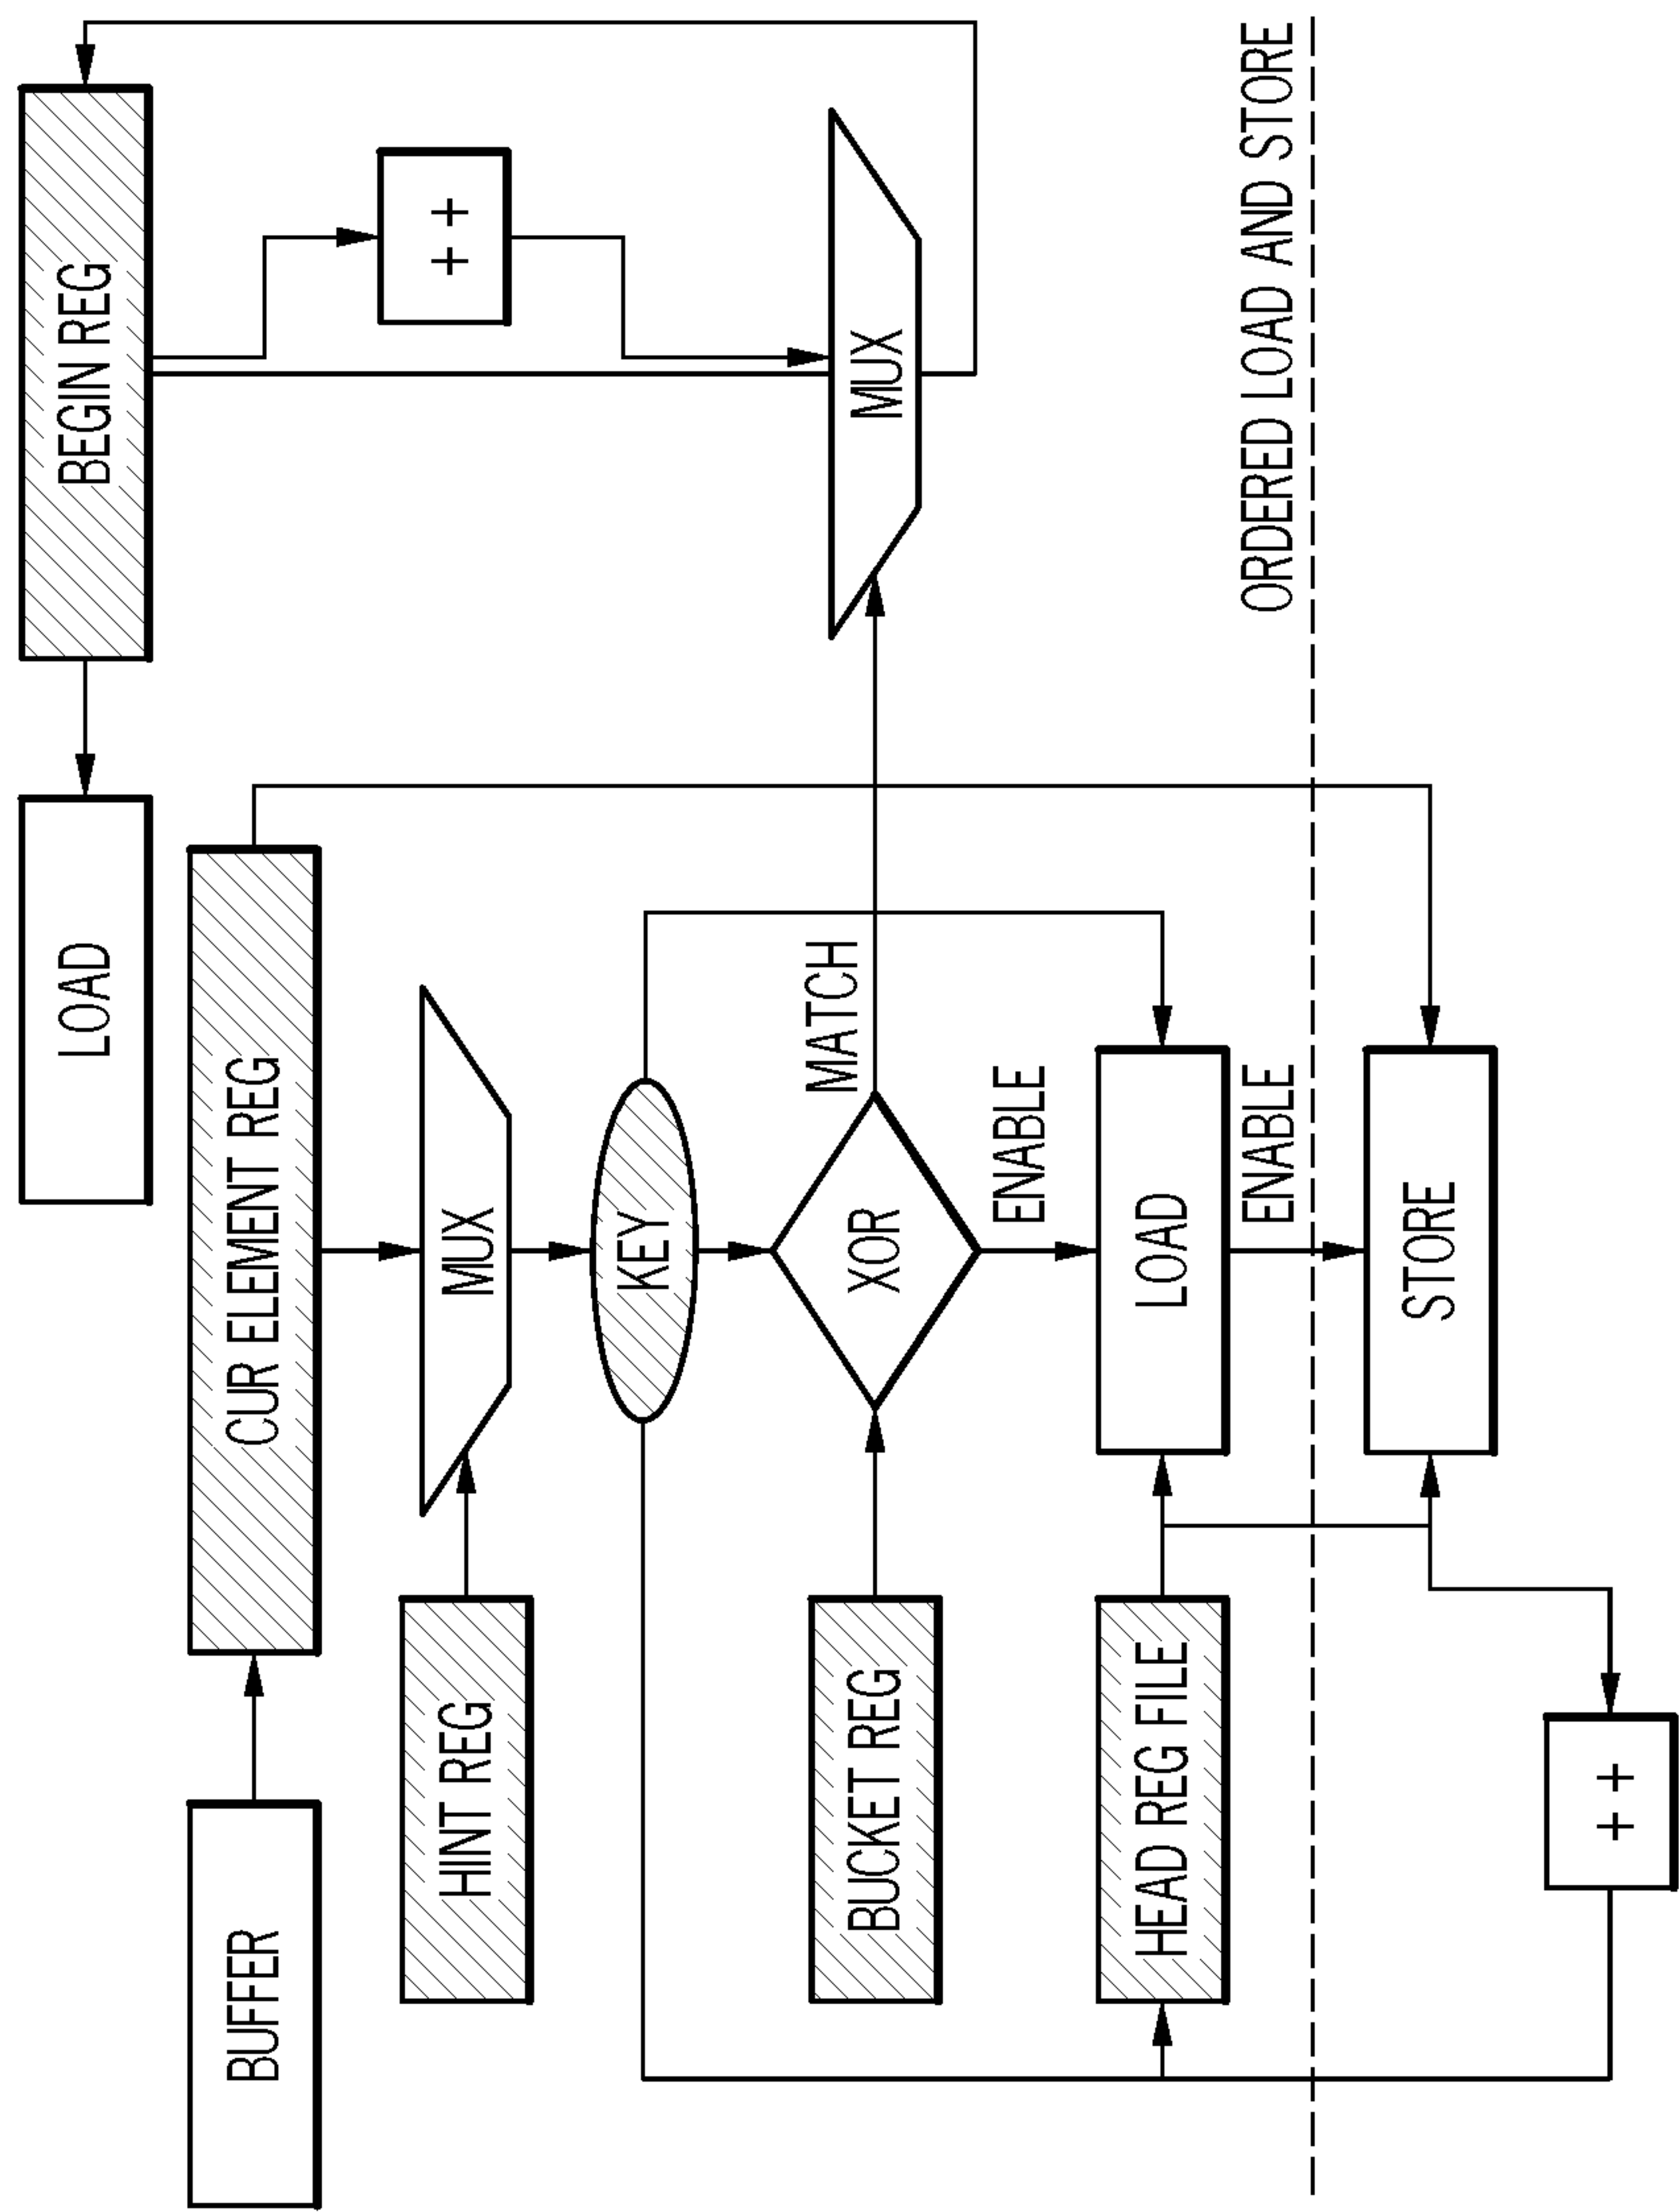 BUFFER
CUR ELEMENT REG
LOAD
BEGIN REG
HINT REG
MUX
+ +
KEY
BUCKET REG
XOR
MATCH
MUX
ENABLE
HEAD REG FILE
LOAD
ENABLE
ORDERED LOAD AND STORE
STORE
+ +